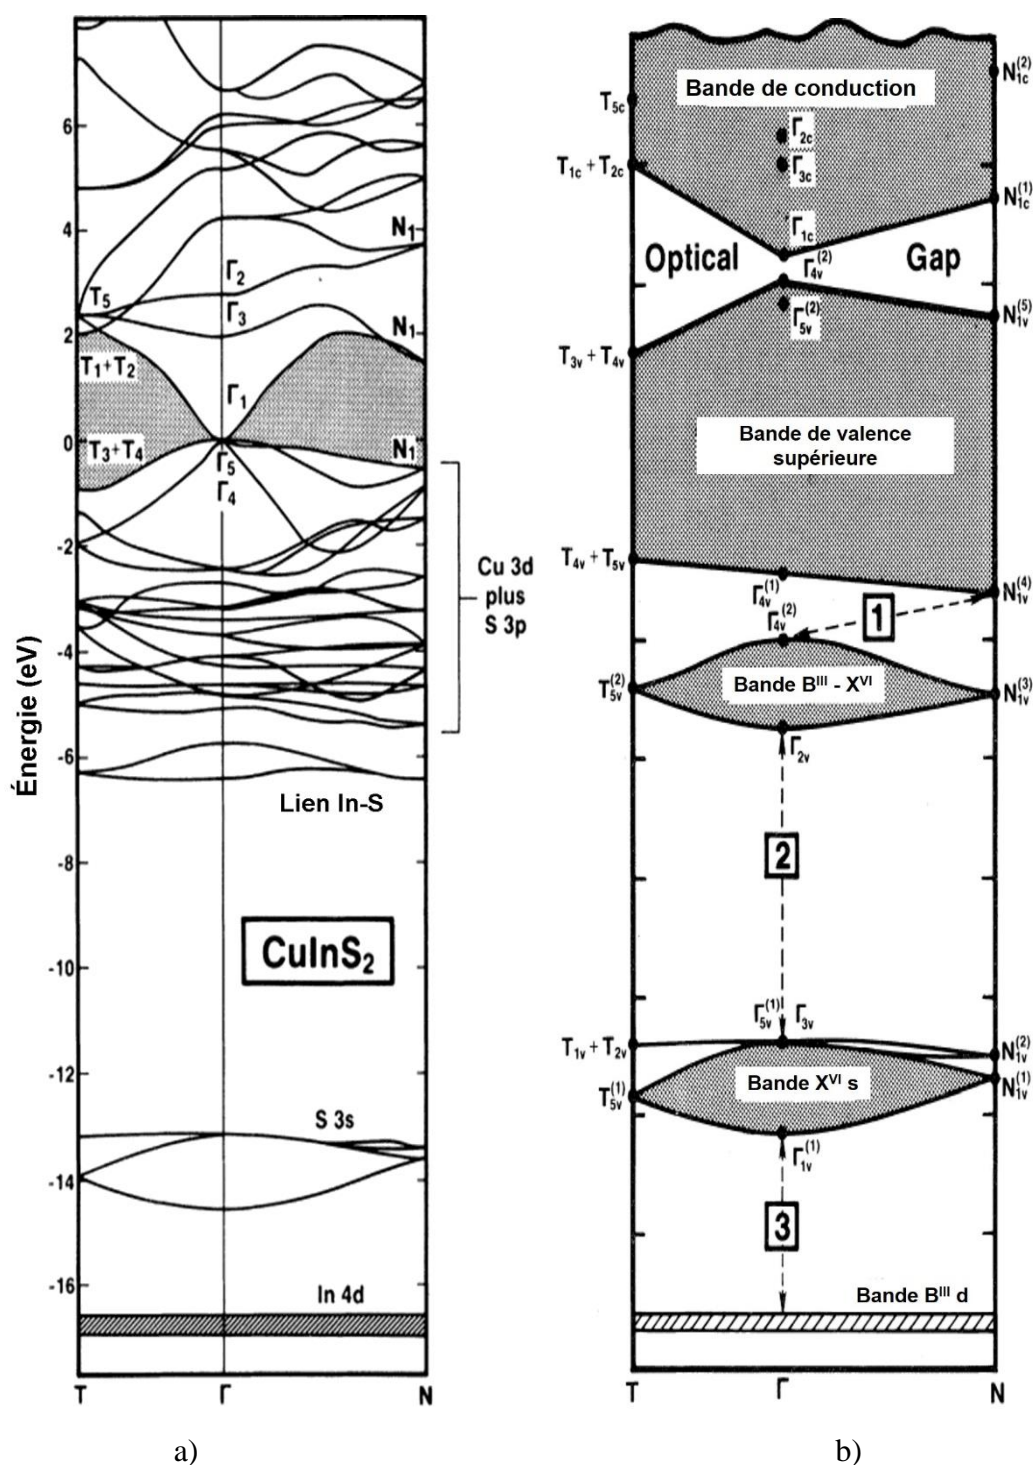 Énergie (eV)
6
4
2
0
-2
-4
-6
-8
-10
-12
-14
-16
T₅
T₁+T₂
T₃+T₄
Γ₂
Γ₃
Γ₁
Γ₅
Γ₄
N₁
N₁
N₁
Cu 3d
plus
S 3p
Lien In-S
CuInS₂
S 3s
In 4d
T
Γ
N
a)
Bande de conduction
T5c
T1c + T2c
Γ2c
Γ3c
Γ1c
N1c(2)
N1c(1)
Optical
Gap
Γ4v(2)
Γ5v(2)
N1v(5)
T3v + T4v
Bande de valence
supérieure
T4v + T5v
Γ4v(1)
Γ4v(2)
N1v(4)
1
T5v(2)
Bande Bᴵᴵᴵ - Xⱽᴵ
N1v(3)
Γ2v
2
Γ5v(1)
Γ3v
T1v + T2v
N1v(2)
T5v(1)
Bande Xⱽᴵ s
N1v(1)
Γ1v(1)
3
Bande Bᴵᴵᴵ d
T
Γ
N
b)